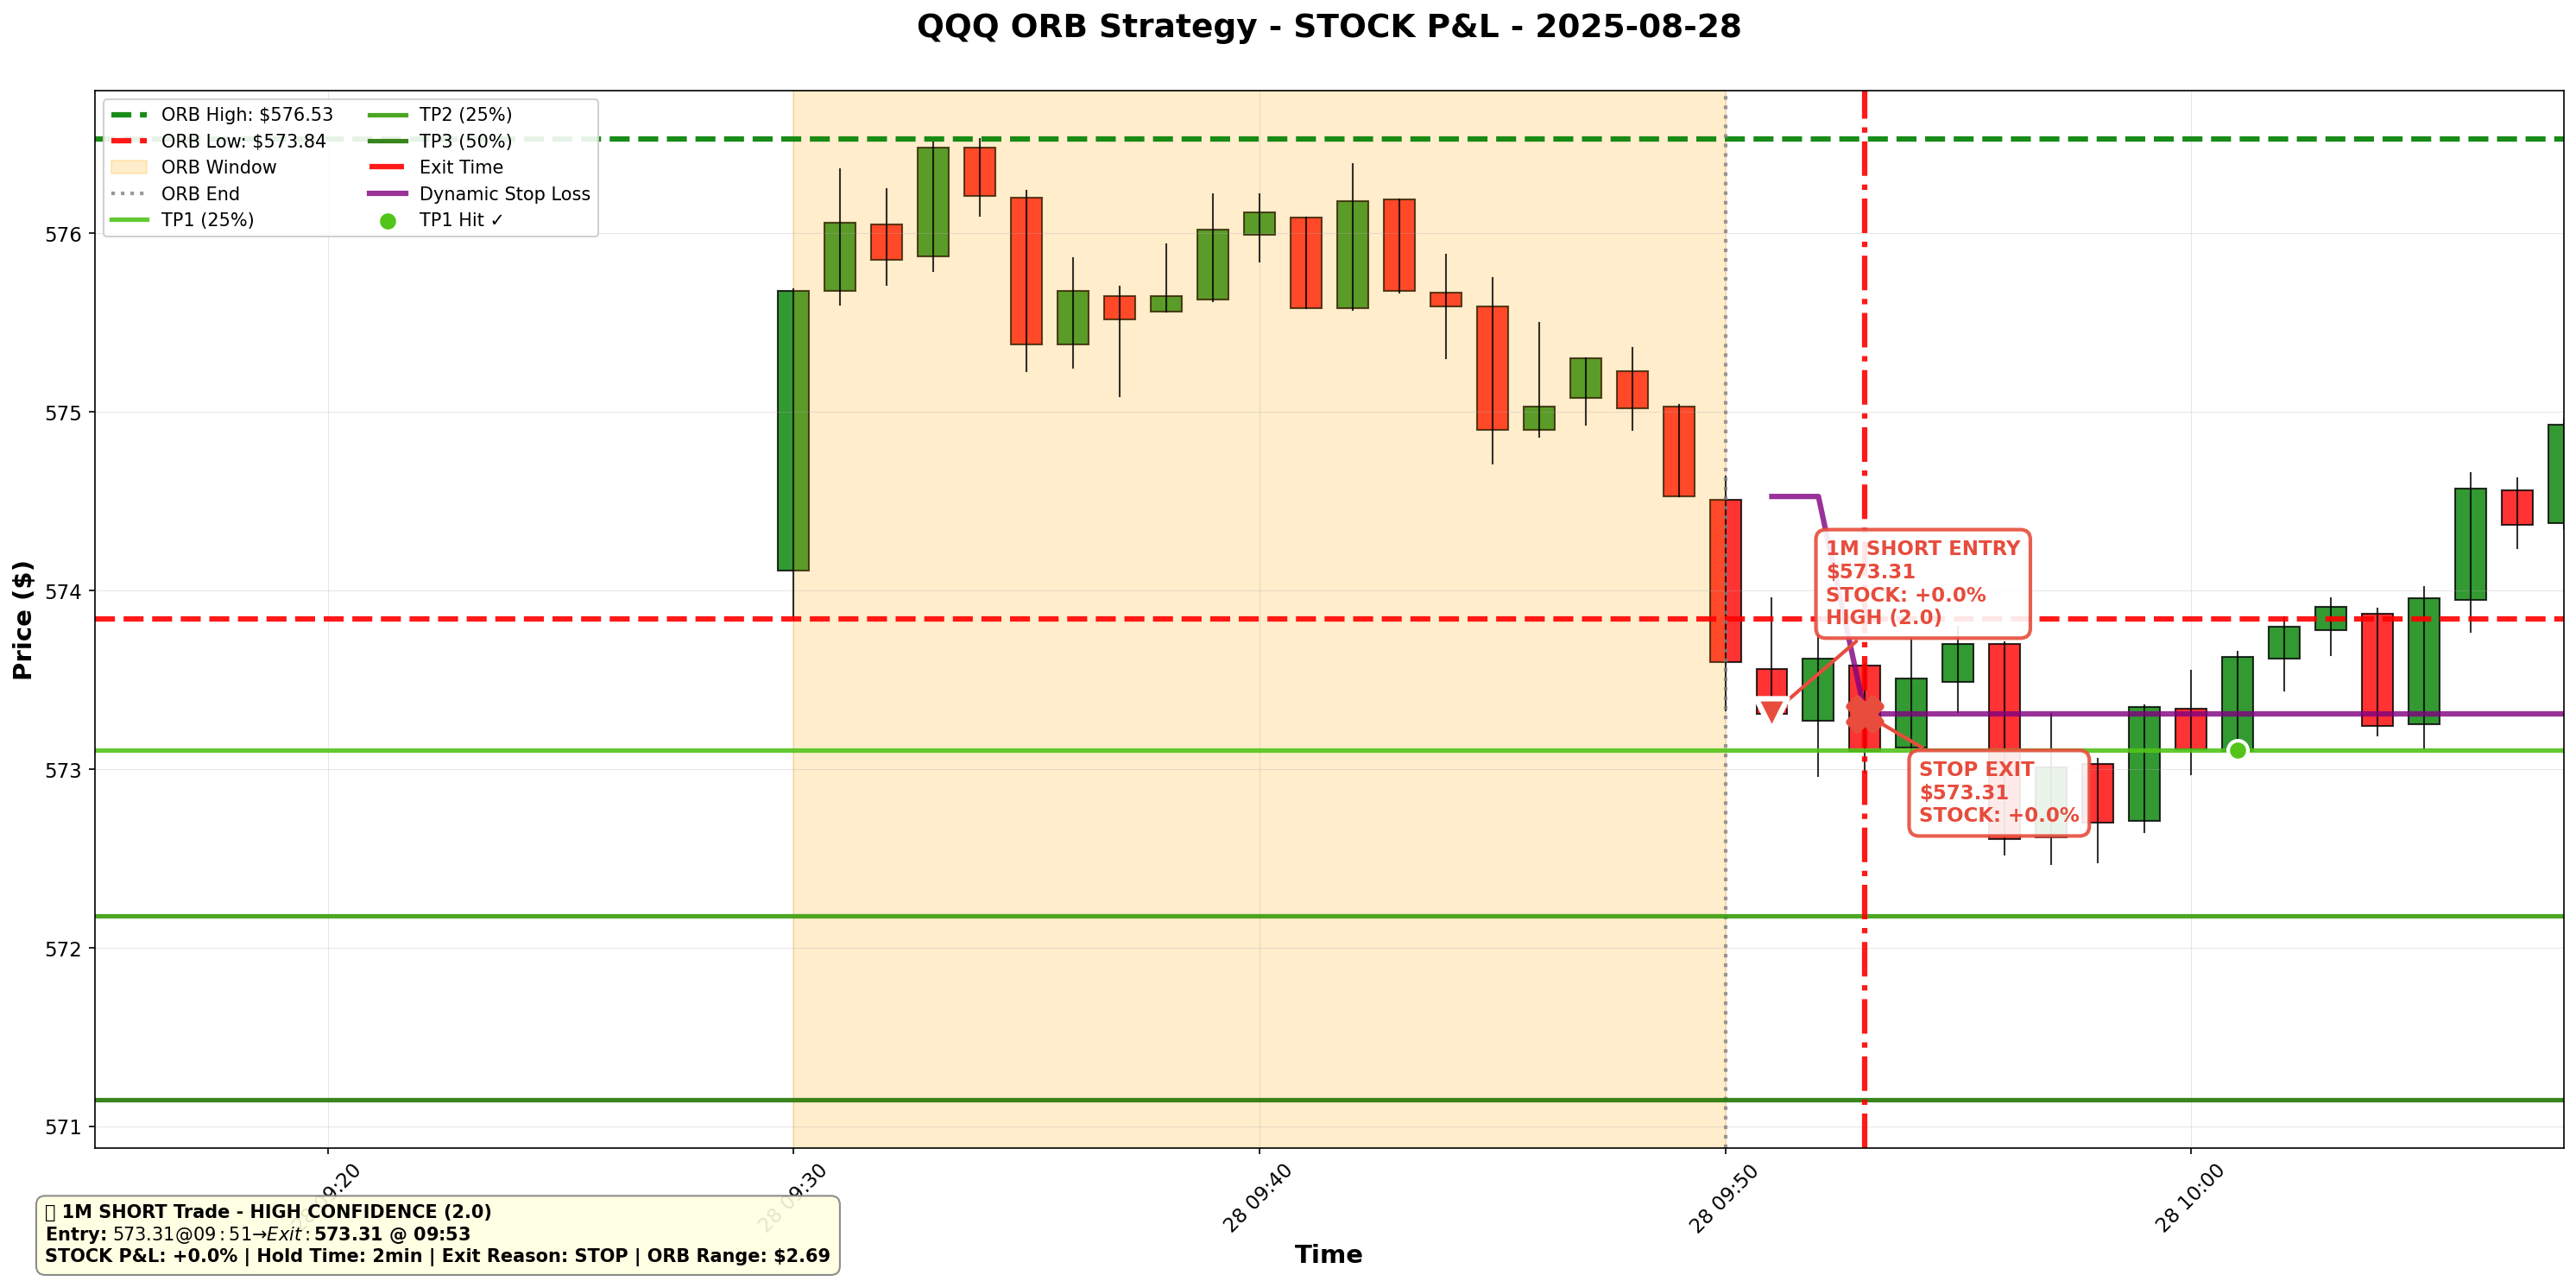 QQQ ORB Strategy - STOCK P&L - 2025-08-28
ORB High: $576.53
ORB Low: $573.84
ORB Window
ORB End
TP1 (25%)
TP2 (25%)
TP3 (50%)
Exit Time
Dynamic Stop Loss
TP1 Hit ✓
Price ($)
576
575
574
573
572
571
1M SHORT ENTRY
$573.31
STOCK: +0.0%
HIGH (2.0)
STOP EXIT
$573.31
STOCK: +0.0%
28 09:20
28 09:30
28 09:40
28 09:50
28 10:00
Time
1M SHORT Trade - HIGH CONFIDENCE (2.0)
Entry: 573.31@09:51→Exit:573.31 @ 09:53
STOCK P&L: +0.0% | Hold Time: 2min | Exit Reason: STOP | ORB Range: $2.69